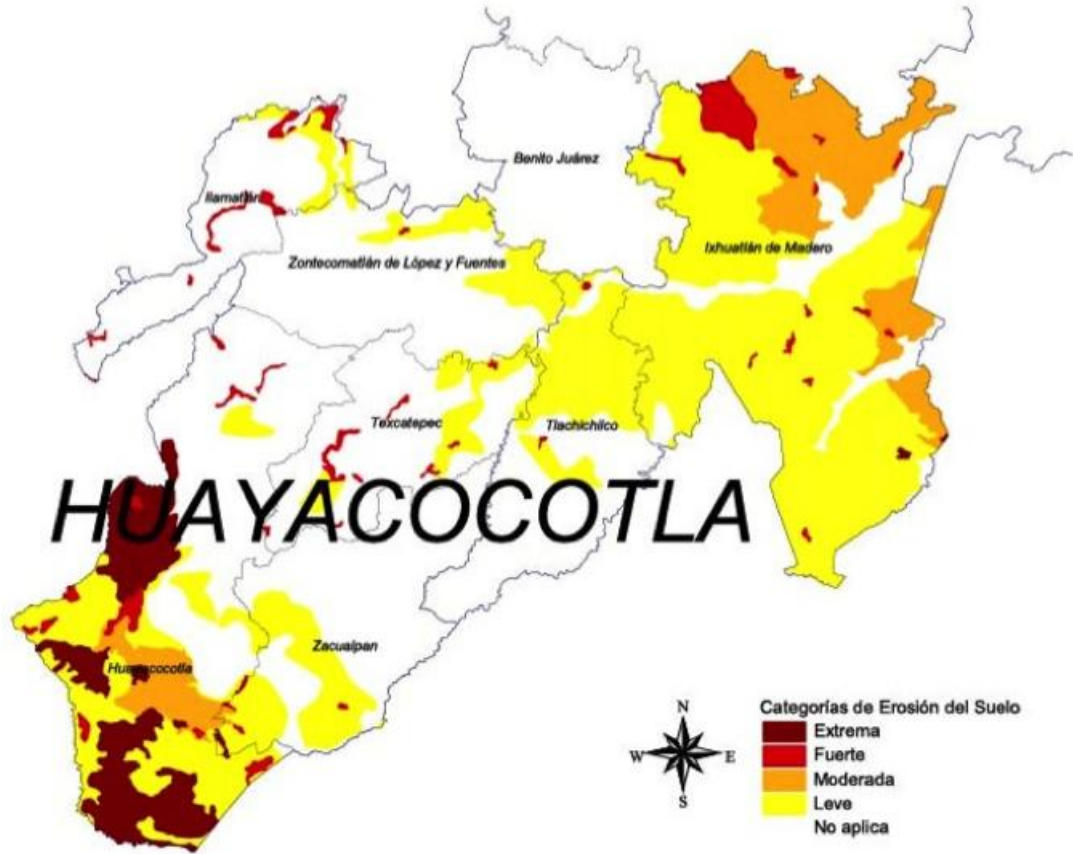 Benito Juárez
Ilamatlán
Ixhuatlán de Madero
Zontecomatlán de López y Fuentes
Texcatepec
Tlachichilco
HUAYACOCOTLA
Zacualpan
Huayacocotla
N
W E
S
Categorías de Erosión del Suelo
Extrema
Fuerte
Moderada
Leve
No aplica